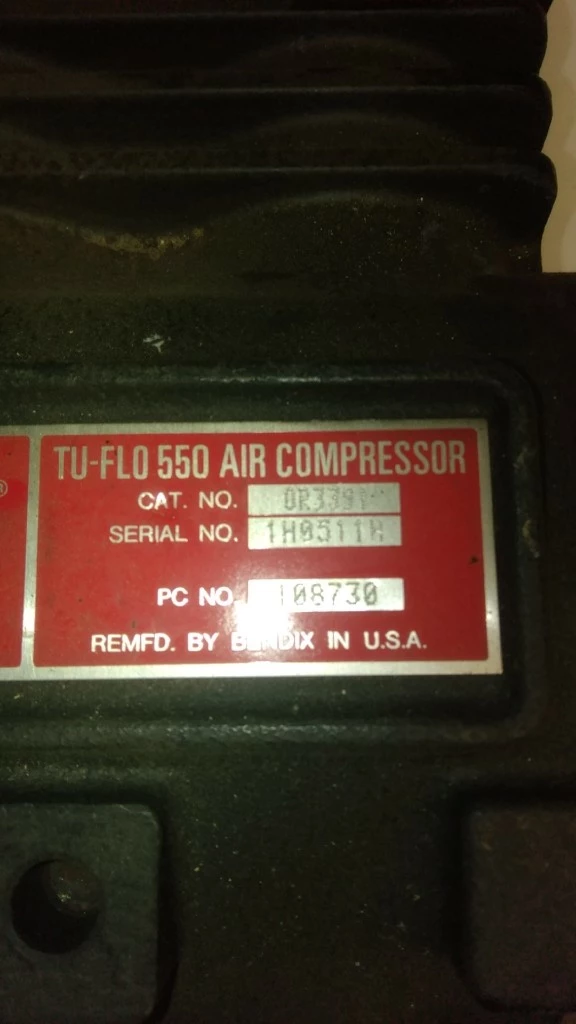 TU-FLO 550 AIR COMPRESSOR
CAT. NO.
SERIAL NO. 1H0511H
PC NO. 108730
REMFD. BY BENDIX IN U.S.A.
®